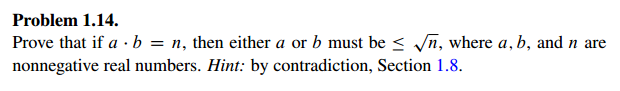 Problem 1.14.
Prove that if a · b = n, then either a or b must be ≤ √n, where a, b, and n are
nonnegative real numbers. Hint: by contradiction, Section 1.8.